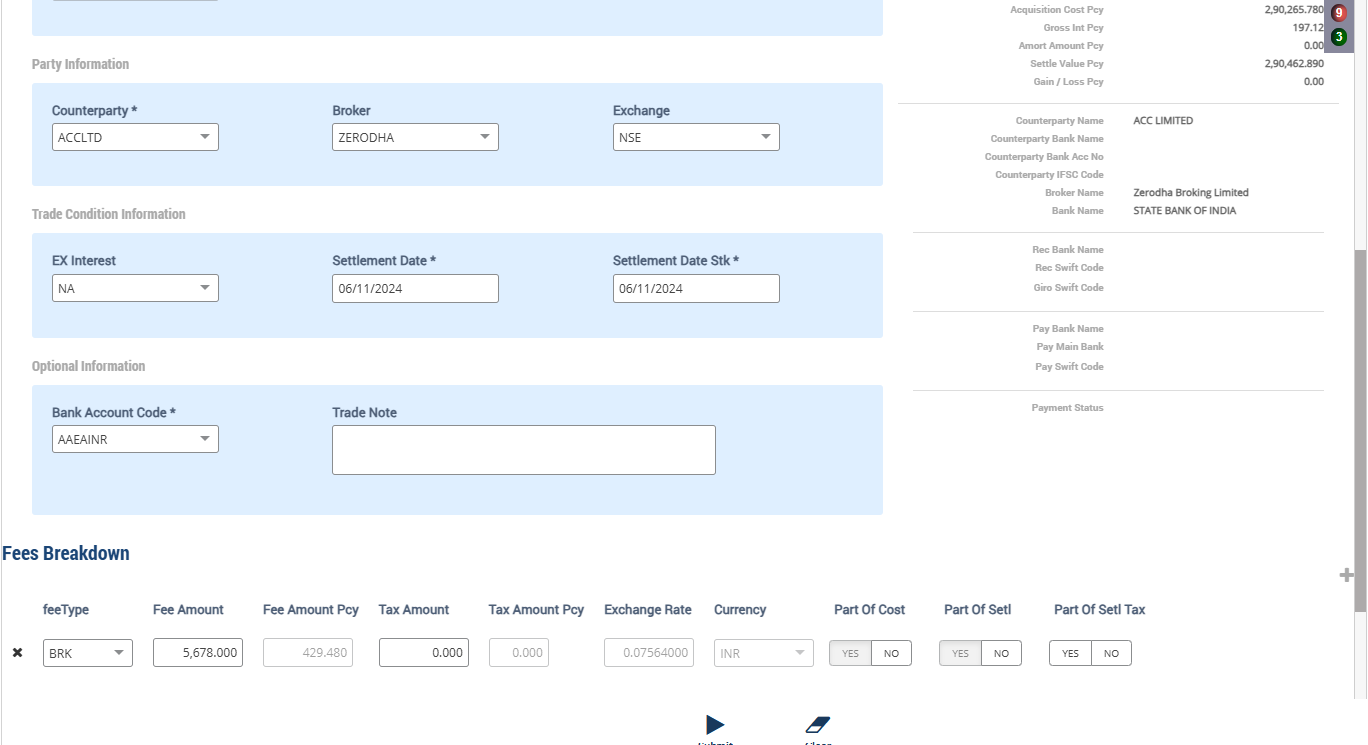 Party Information
Counterparty *
Broker
Exchange
ACCLTD
ZERODHA
NSE
Trade Condition Information
EX Interest
Settlement Date *
Settlement Date Stk *
NA
06/11/2024
06/11/2024
Optional Information
Bank Account Code *
Trade Note
AAEAINR
Acquisition Cost Pcy 2,90,265.780
Gross Int Pcy 197.12
Amort Amount Pcy 0.00
Settle Value Pcy 2,90,462.890
Gain / Loss Pcy 0.00
9
3
Counterparty Name ACC LIMITED
Counterparty Bank Name
Counterparty Bank Acc No
Counterparty IFSC Code
Broker Name Zerodha Broking Limited
Bank Name STATE BANK OF INDIA
Rec Bank Name
Rec Swift Code
Giro Swift Code
Pay Bank Name
Pay Main Bank
Pay Swift Code
Payment Status
Fees Breakdown
feeType Fee Amount Fee Amount Pcy Tax Amount Tax Amount Pcy Exchange Rate Currency Part Of Cost Part Of Setl Part Of Setl Tax
BRK 5,678.000 429.480 0.000 0.000 0.07564000 INR YES NO YES NO YES NO
Submit Clear